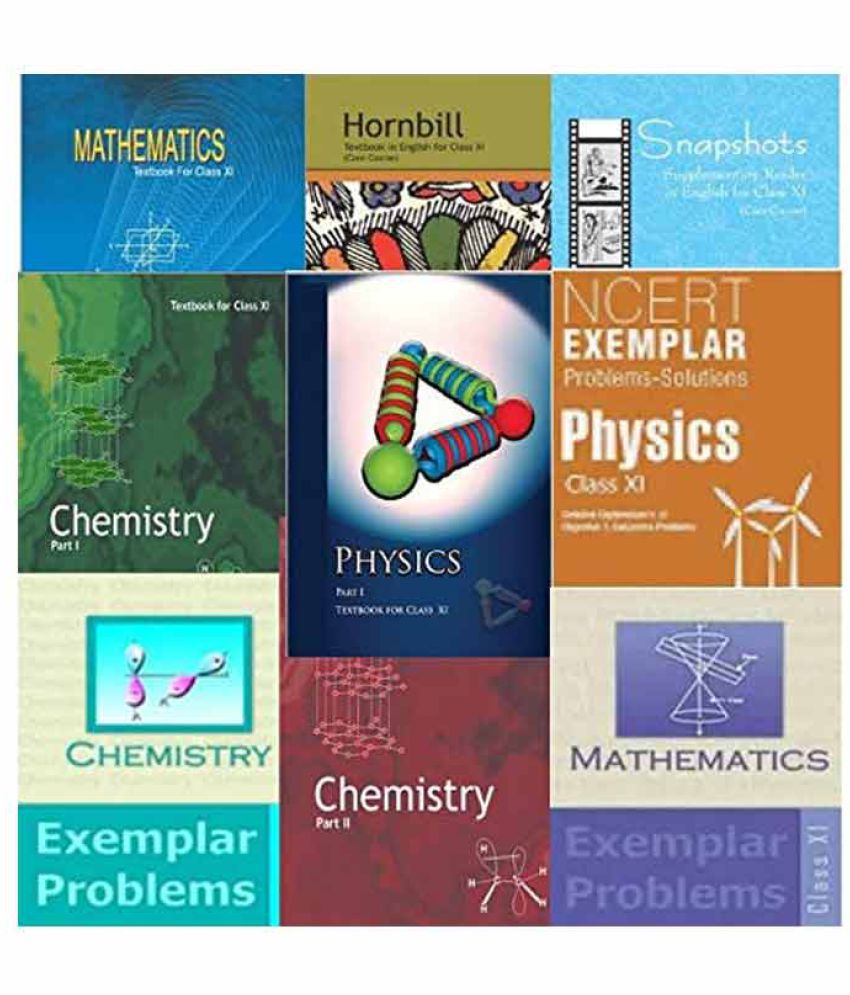 MATHEMATICS
Textbook For Class XI
Hornbill
Textbook in English for Class XI
(Core Course)
Snapshots
Supplementary Reader
in English for Class XI
(Core Course)
Textbook for Class XI
Chemistry
Part I
H
PHYSICS
PART I
TEXTBOOK FOR CLASS XI
NCERT
EXEMPLAR
Problems-Solutions
Physics
Class XI
CHEMISTRY
Exemplar
Problems
Chemistry
Part II
H
H
C
C
H
H
MATHEMATICS
Exemplar
Problems
Class XI